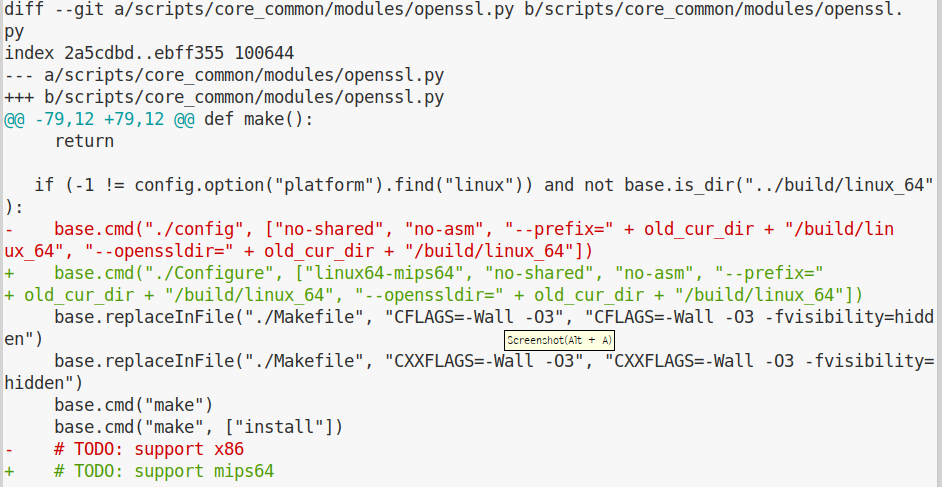 diff --git a/scripts/core_common/modules/openssl.py b/scripts/core_common/modules/openssl.
py
index 2a5cdbd..ebff355 100644
--- a/scripts/core_common/modules/openssl.py
+++ b/scripts/core_common/modules/openssl.py
@@ -79,12 +79,12 @@ def make():
     return

   if (-1 != config.option("platform").find("linux")) and not base.is_dir("../build/linux_64"
):
-    base.cmd("./config", ["no-shared", "no-asm", "--prefix=" + old_cur_dir + "/build/lin
ux_64", "--openssldir=" + old_cur_dir + "/build/linux_64"])
+    base.cmd("./Configure", ["linux64-mips64", "no-shared", "no-asm", "--prefix="
+ old_cur_dir + "/build/linux_64", "--openssldir=" + old_cur_dir + "/build/linux_64"])
     base.replaceInFile("./Makefile", "CFLAGS=-Wall -O3", "CFLAGS=-Wall -O3 -fvisibility=hidd
en")
Screenshot(Alt + A)
     base.replaceInFile("./Makefile", "CXXFLAGS=-Wall -O3", "CXXFLAGS=-Wall -O3 -fvisibility=
hidden")
     base.cmd("make")
     base.cmd("make", ["install"])
-    # TODO: support x86
+    # TODO: support mips64